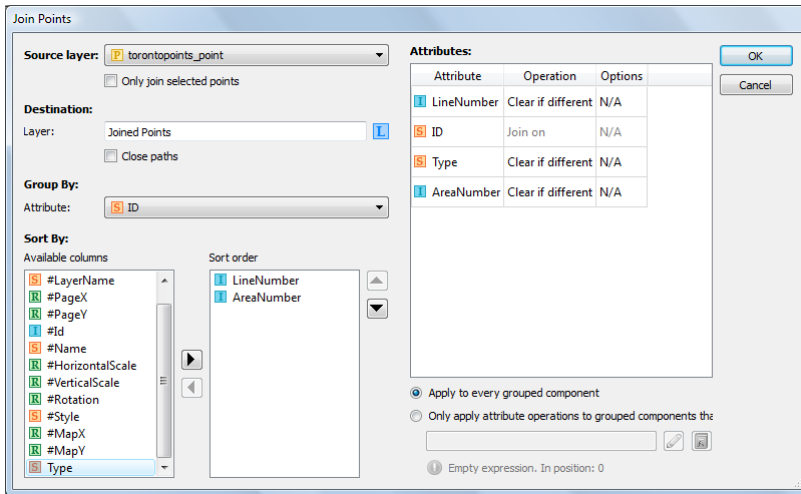 Join Points
Source layer: P torontopoints_point
Only join selected points
Destination:
Layer: Joined Points L
Close paths
Group By:
Attribute: S ID
Sort By:
Available columns
S #LayerName
R #PageX
R #PageY
I #Id
S #Name
R #HorizontalScale
R #VerticalScale
R #Rotation
S #Style
R #MapX
R #MapY
S Type
Sort order
I LineNumber
I AreaNumber
Attributes:
Attribute Operation Options
I LineNumber Clear if different N/A
S ID Join on N/A
S Type Clear if different N/A
I AreaNumber Clear if different N/A
Apply to every grouped component
Only apply attribute operations to grouped components tha
Empty expression. In position: 0
OK
Cancel